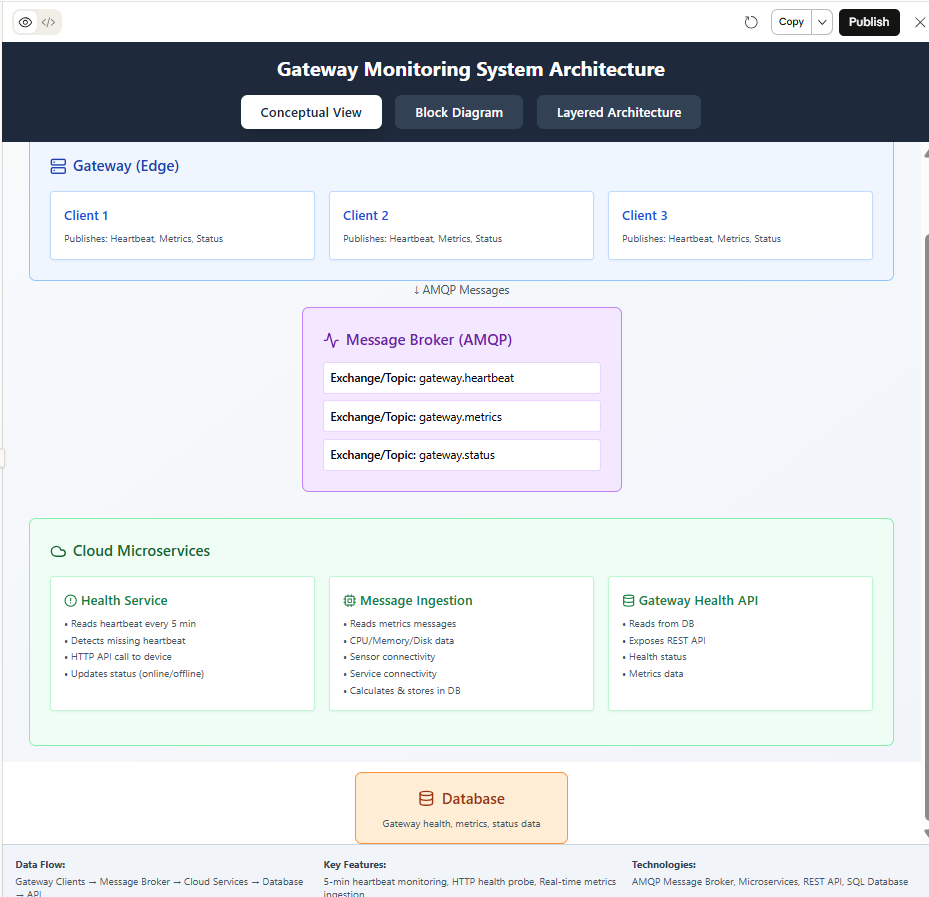 </>
Copy
Publish
Gateway Monitoring System Architecture
Conceptual View
Block Diagram
Layered Architecture
Gateway (Edge)
Client 1
Publishes: Heartbeat, Metrics, Status
Client 2
Publishes: Heartbeat, Metrics, Status
Client 3
Publishes: Heartbeat, Metrics, Status
↓ AMQP Messages
Message Broker (AMQP)
Exchange/Topic: gateway.heartbeat
Exchange/Topic: gateway.metrics
Exchange/Topic: gateway.status
Cloud Microservices
Health Service
• Reads heartbeat every 5 min
• Detects missing heartbeat
• HTTP API call to device
• Updates status (online/offline)
Message Ingestion
• Reads metrics messages
• CPU/Memory/Disk data
• Sensor connectivity
• Service connectivity
• Calculates & stores in DB
Gateway Health API
• Reads from DB
• Exposes REST API
• Health status
• Metrics data
Database
Gateway health, metrics, status data
Data Flow:
Gateway Clients → Message Broker → Cloud Services → Database
→ API
Key Features:
5-min heartbeat monitoring, HTTP health probe, Real-time metrics
ingestion
Technologies:
AMQP Message Broker, Microservices, REST API, SQL Database